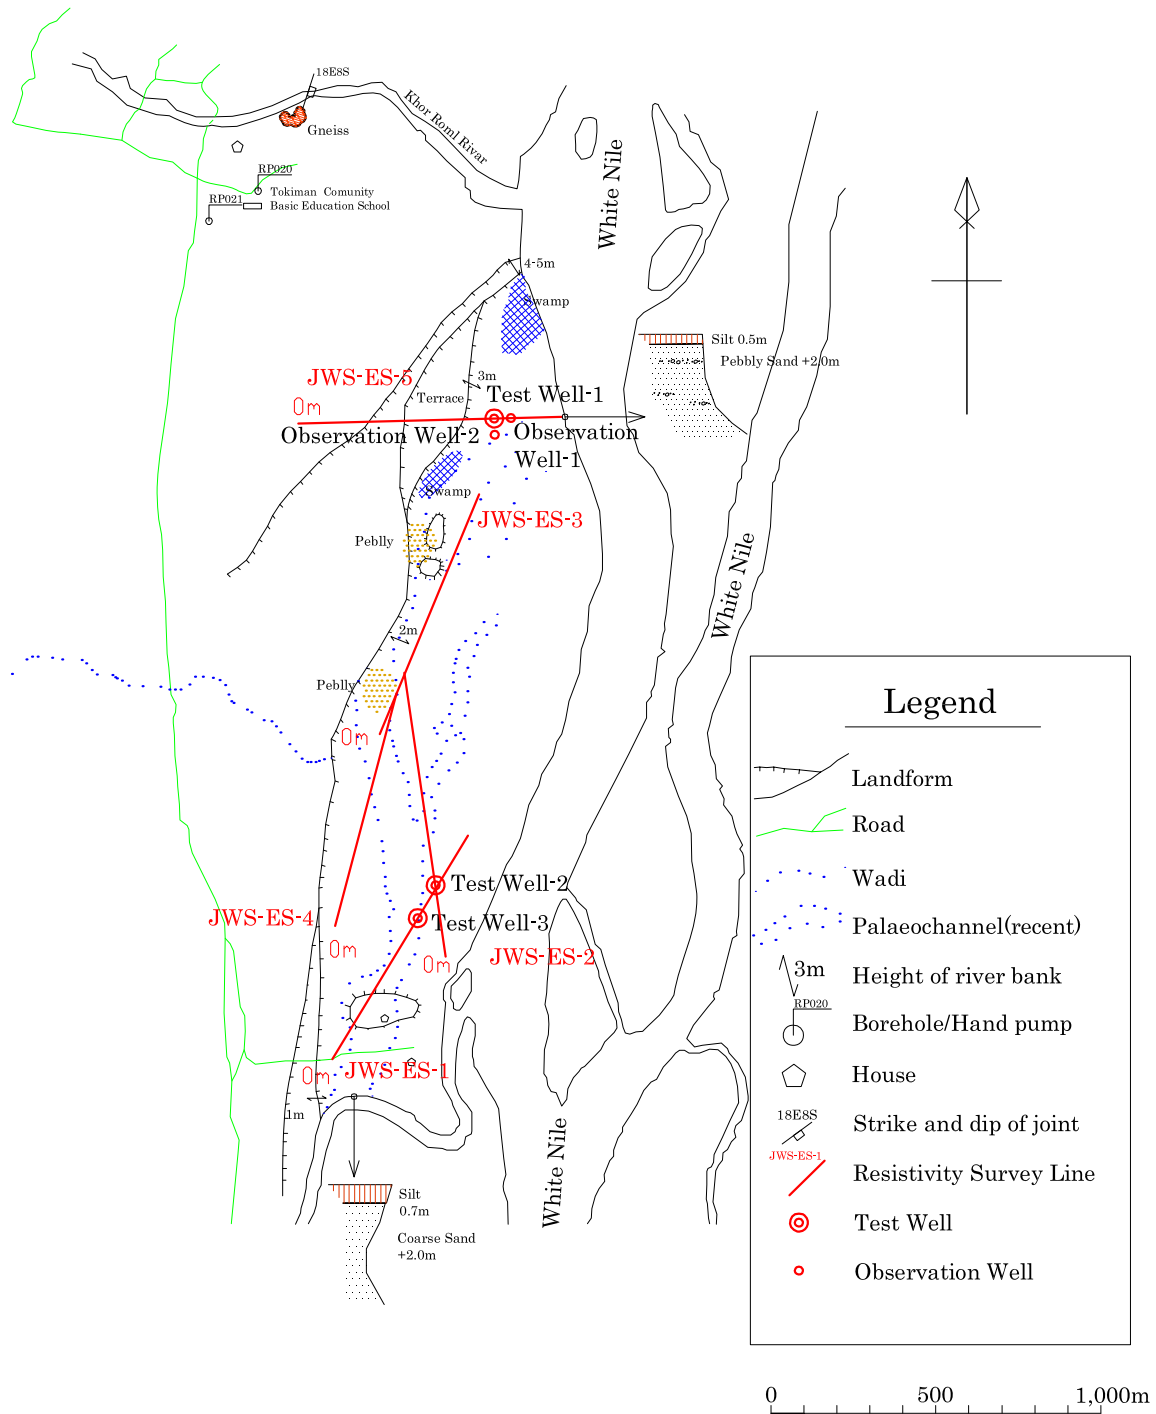 18E8S
Khor Roml Rivar
Gneiss
White Nile
RP020
Tokiman Comunity
RP021
Basic Education School
4-5m
Swamp
Silt 0.5m
Pebbly Sand +2.0m
JWS-ES-5
3m
Test Well-1
Terrace
0m
Observation Well-2
Observation
Well-1
Swamp
JWS-ES-3
Peblly
White Nile
2m
Peblly
0m
Legend
Landform
Road
Test Well-2
Wadi
JWS-ES-4
Test Well-3
Palaeochannel(recent)
0m
0m
JWS-ES-2
3m
Height of river bank
RP020
Borehole/Hand pump
0m
JWS-ES-1
House
1m
18E8S
Strike and dip of joint
White Nile
JWS-ES-1
Resistivity Survey Line
Silt
0.7m
Test Well
Coarse Sand
+2.0m
Observation Well
0
500
1,000m